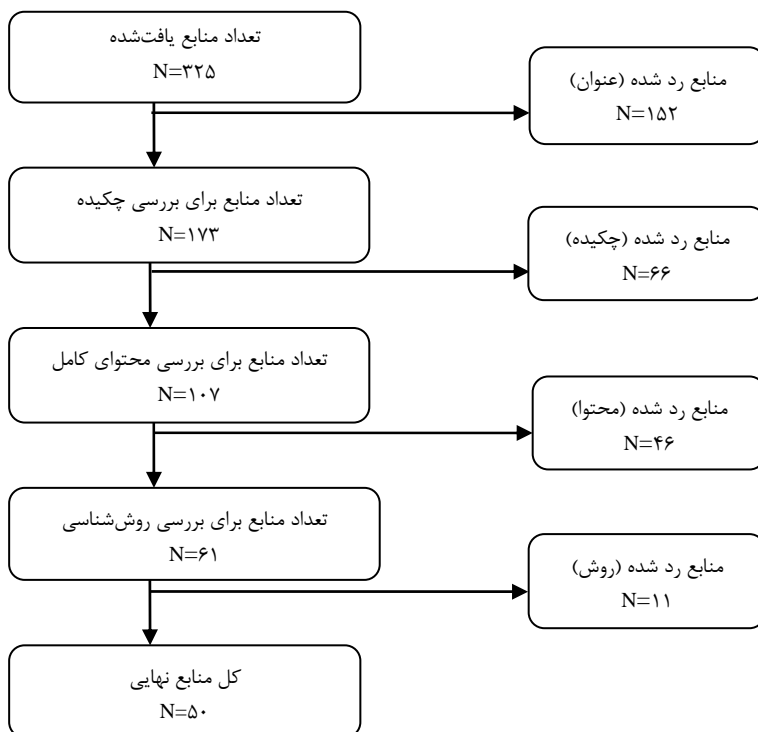 تعداد منابع یافت‌شده
N=۳۲۵
منابع رد شده (عنوان)
N=۱۵۲
تعداد منابع برای بررسی چکیده
N=۱۷۳
منابع رد شده (چکیده)
N=۶۶
تعداد منابع برای بررسی محتوای کامل
N=۱۰۷
منابع رد شده (محتوا)
N=۴۶
تعداد منابع برای بررسی روش‌شناسی
N=۶۱
منابع رد شده (روش)
N=۱۱
کل منابع نهایی
N=۵۰